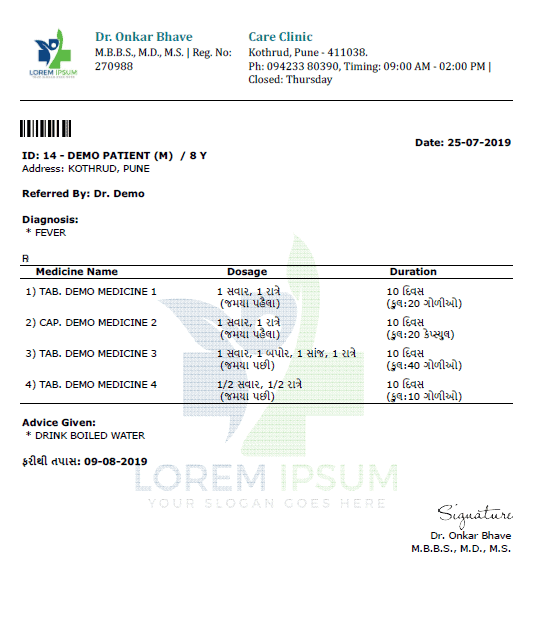 Dr. Onkar Bhave
M.B.B.S., M.D., M.S. | Reg. No:
270988
Care Clinic
Kothrud, Pune - 411038.
Ph: 094233 80390, Timing: 09:00 AM - 02:00 PM |
Closed: Thursday
LOREM IPSUM
YOUR SLOGAN GOES HERE
Date: 25-07-2019
ID: 14 - DEMO PATIENT (M) / 8 Y
Address: KOTHRUD, PUNE
Referred By: Dr. Demo
Diagnosis:
* FEVER
℞
Medicine Name Dosage Duration
1) TAB. DEMO MEDICINE 1 1 સવાર, 1 રાત્રે 10 દિવસ
(જમયા પહેલા) (કુલ:20 ગોળીઓ)
2) CAP. DEMO MEDICINE 2 1 સવાર, 1 રાત્રે 10 દિવસ
(જમયા પહેલા) (કુલ:20 કેપ્સુલ)
3) TAB. DEMO MEDICINE 3 1 સવાર, 1 બપોર, 1 સાંજ, 1 રાત્રે 10 દિવસ
(જમયા પછી) (કુલ:40 ગોળીઓ)
4) TAB. DEMO MEDICINE 4 1/2 સવાર, 1/2 રાત્રે 10 દિવસ
(જમયા પછી) (કુલ:10 ગોળીઓ)
Advice Given:
* DRINK BOILED WATER
ફરીથી તપાસ: 09-08-2019
LOREM IPSUM
YOUR SLOGAN GOES HERE
Signature
Dr. Onkar Bhave
M.B.B.S., M.D., M.S.